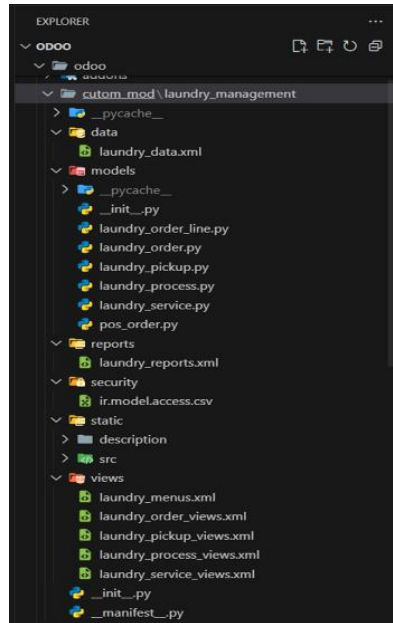 EXPLORER
...
ODOO
odoo
addons
cutom_mod\laundry_management
__pycache__
data
laundry_data.xml
models
__pycache__
__init__.py
laundry_order_line.py
laundry_order.py
laundry_pickup.py
laundry_process.py
laundry_service.py
pos_order.py
reports
laundry_reports.xml
security
ir.model.access.csv
static
description
src
views
laundry_menus.xml
laundry_order_views.xml
laundry_pickup_views.xml
laundry_process_views.xml
laundry_service_views.xml
__init__.py
__manifest__.py